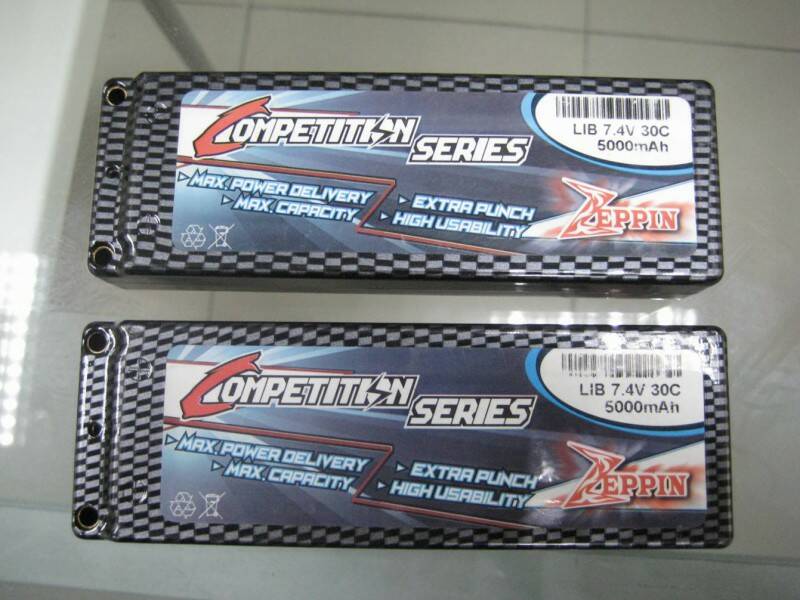 COMPETITION
SERIES
LIB 7.4V 30C
5000mAh
MAX. POWER DELIVERY
MAX. CAPACITY
EXTRA PUNCH
HIGH USABILITY
ZEPPIN
COMPETITION
SERIES
LIB 7.4V 30C
5000mAh
MAX. POWER DELIVERY
MAX. CAPACITY
EXTRA PUNCH
HIGH USABILITY
ZEPPIN